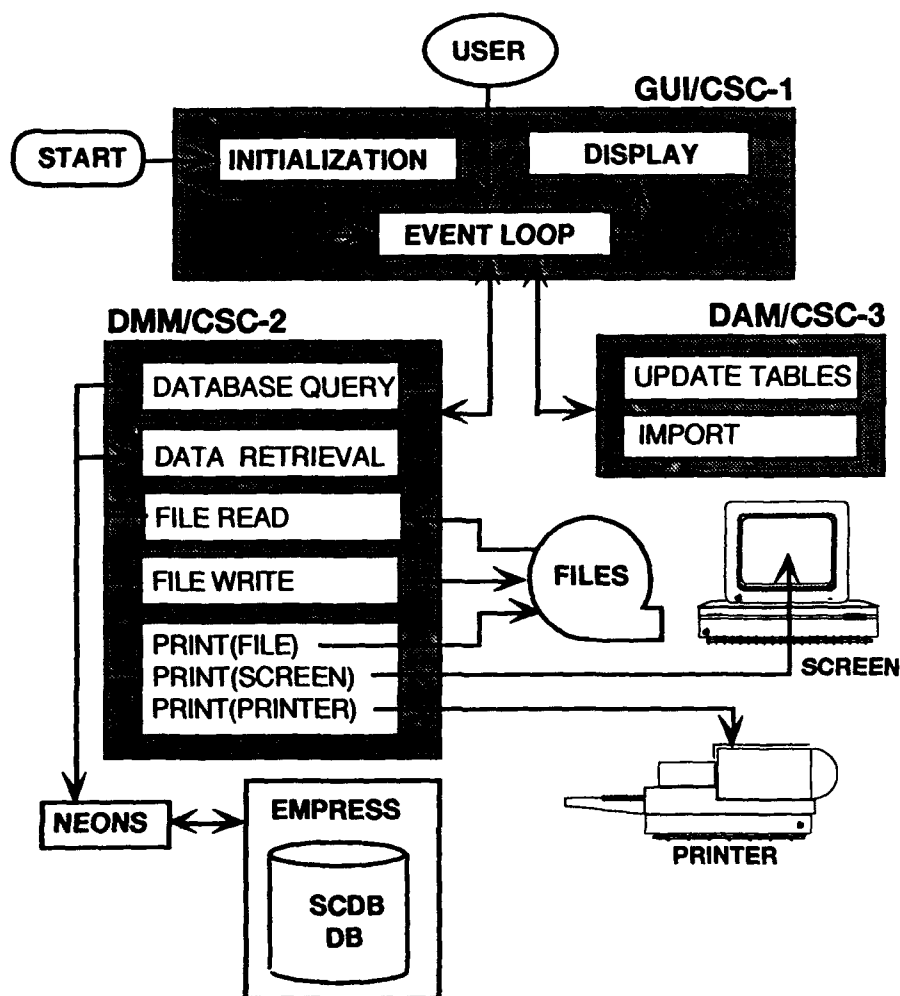 USER
GUI/CSC-1
START
INITIALIZATION
DISPLAY
EVENT LOOP
DMM/CSC-2
DAM/CSC-3
DATABASE QUERY
UPDATE TABLES
IMPORT
DATA RETRIEVAL
FILE READ
FILE WRITE
FILES
PRINT(FILE)
PRINT(SCREEN)
PRINT(PRINTER)
SCREEN
NEONS
EMPRESS
SCDB
DB
PRINTER